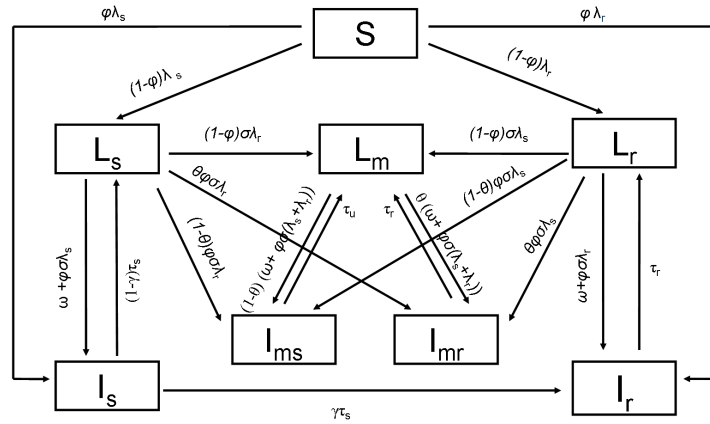 φλs
S
φ λr
(1-φ)λ s
(1-φ)λr
Ls
(1-φ)σλr
Lm
(1-φ)σλs
Lr
θφσλr
(1-θ)φσλs
(1-θ)φσλr
(1-θ) (ω+ φσ(λs+λr))
τu
τr
θ (ω+ φσ(λs+λr))
θφσλs
ω +φσλs
(1-γ)τs
ω+φσλr
τr
Ims
Imr
Is
Ir
γτs